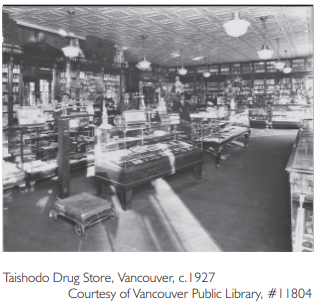 Taishodo Drug Store, Vancouver, c.1927
Courtesy of Vancouver Public Library, #11804